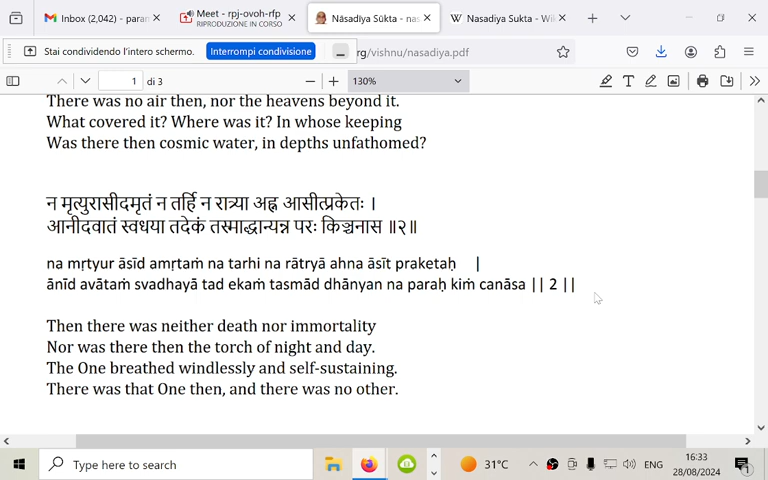 Inbox (2,042) - paran
Meet - rpj-ovoh-rfp
RIPRODUZIONE IN CORSO
Nāsadīya Sūkta - nas
Nasadiya Sukta - Wil
Stai condividendo l'intero schermo.
Interrompi condivisione
rg/vishnu/nasadiya.pdf
1 di 3
130%
There was no air then, nor the heavens beyond it.
What covered it? Where was it? In whose keeping
Was there then cosmic water, in depths unfathomed?
न मृत्युरासीदमृतं न तर्हि न रात्र्या अह्न आसीत्प्रकेतः ।
आनीदवातं स्वधया तदेकं तस्माद्धान्यन्न परः किञ्चनास ॥२॥
na mṛtyur āsīd amṛtaṁ na tarhi na rātryā ahna āsīt praketaḥ |
ānīd avātaṁ svadhayā tad ekaṁ tasmād dhānyan na paraḥ kiṁ canāsa || 2 ||
Then there was neither death nor immortality
Nor was there then the torch of night and day.
The One breathed windlessly and self-sustaining.
There was that One then, and there was no other.
Type here to search
31°C
ENG
16:33
28/08/2024
1